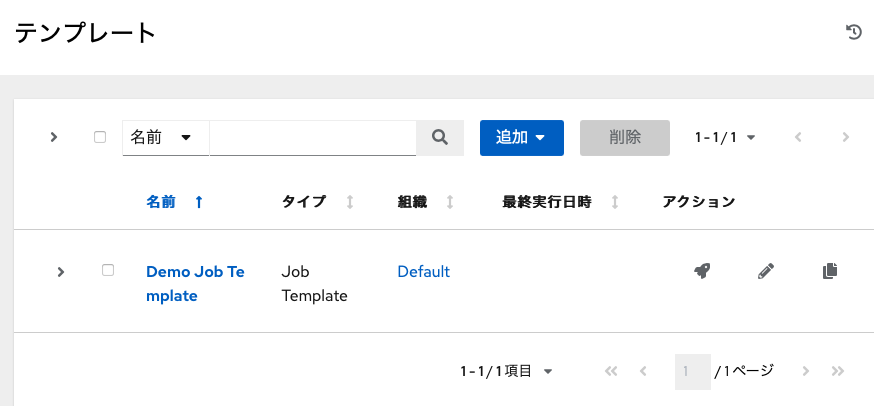 テンプレート
名前 追加 削除 1-1/1
名前 タイプ 組織 最終実行日時 アクション
Demo Job Te Job Default
mplate Template
1-1/1項目 1 /1ページ